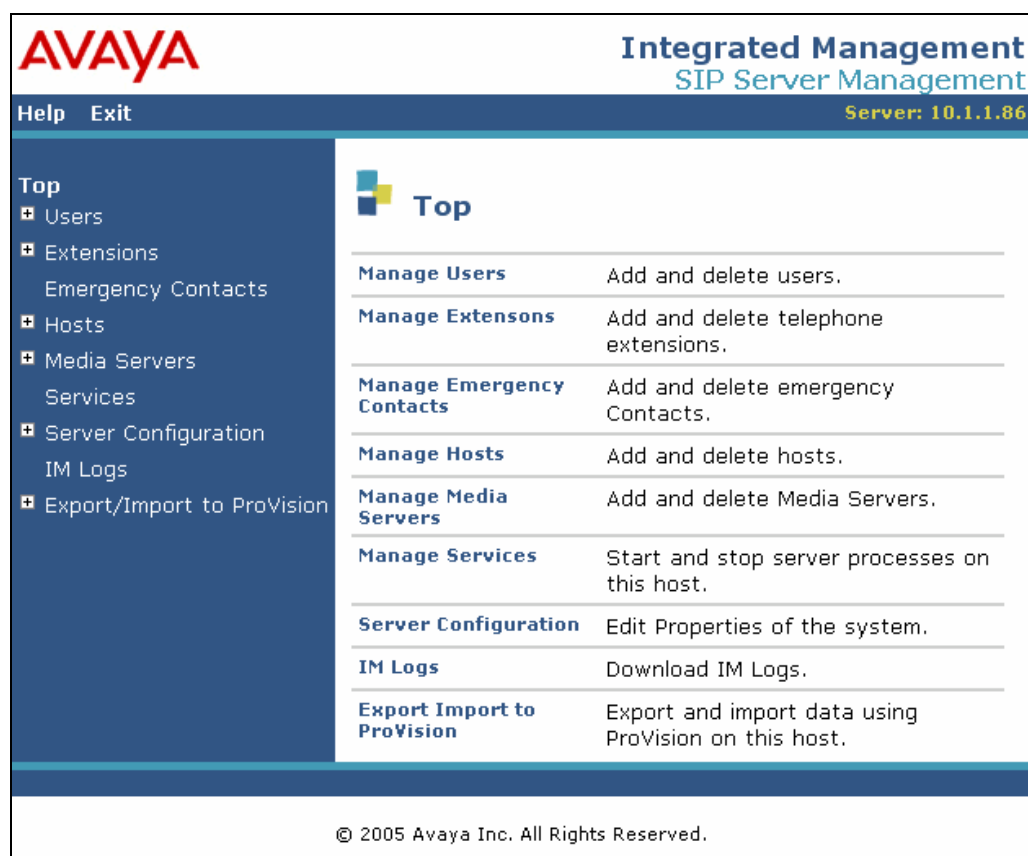 AVAYA
Integrated Management
SIP Server Management
Help Exit
Server: 10.1.1.86
Top
Users
Extensions
Emergency Contacts
Hosts
Media Servers
Services
Server Configuration
IM Logs
Export/Import to ProVision
Top
Manage Users
Add and delete users.
Manage Extensons
Add and delete telephone
extensions.
Manage Emergency
Contacts
Add and delete emergency
Contacts.
Manage Hosts
Add and delete hosts.
Manage Media
Servers
Add and delete Media Servers.
Manage Services
Start and stop server processes on
this host.
Server Configuration
Edit Properties of the system.
IM Logs
Download IM Logs.
Export Import to
ProVision
Export and import data using
ProVision on this host.
© 2005 Avaya Inc. All Rights Reserved.